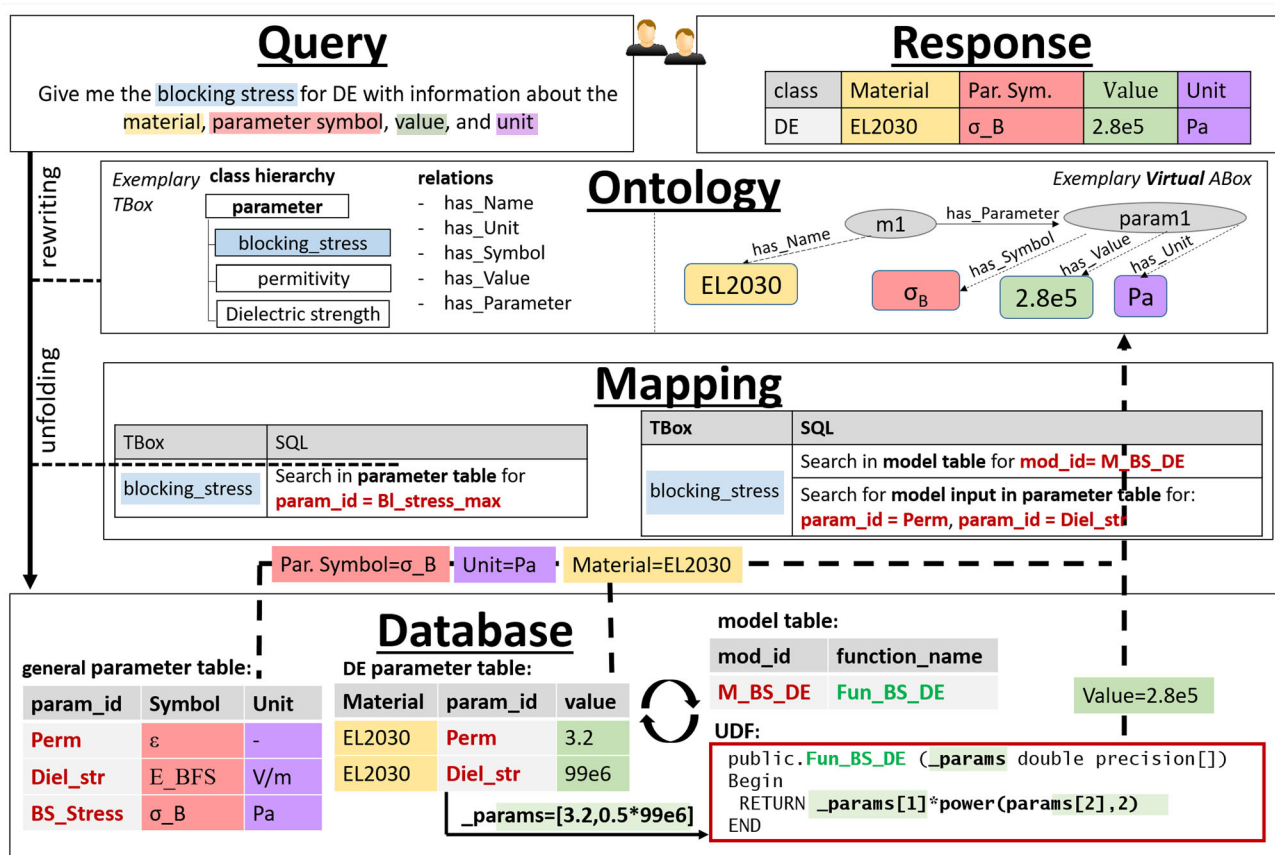 Query
Give me the blocking stress for DE with information about the
material, parameter symbol, value, and unit
Response
class Material Par. Sym. Value Unit
DE EL2030 σ_B 2.8e5 Pa
rewriting
unfolding
Exemplary
TBox
class hierarchy
parameter
blocking_stress
permitivity
Dielectric strength
relations
- has_Name
- has_Unit
- has_Symbol
- has_Value
- has_Parameter
Ontology
Exemplary Virtual ABox
m1
has_Parameter
param1
has_Name
has_Symbol
has_Value
has_Unit
EL2030
σB
2.8e5
Pa
Mapping
TBox SQL
blocking_stress
Search in parameter table for
param_id = Bl_stress_max
TBox SQL
blocking_stress
Search in model table for mod_id= M_BS_DE
Search for model input in parameter table for:
param_id = Perm, param_id = Diel_str
Par. Symbol=σ_B Unit=Pa Material=EL2030
Database
general parameter table:
param_id Symbol Unit
Perm ε -
Diel_str E_BFS V/m
BS_Stress σ_B Pa
DE parameter table:
Material param_id value
EL2030 Perm 3.2
EL2030 Diel_str 99e6
_params=[3.2,0.5*99e6]
model table:
mod_id function_name
M_BS_DE Fun_BS_DE
Value=2.8e5
UDF:
public.Fun_BS_DE (_params double precision[])
Begin
RETURN _params[1]*power(params[2],2)
END